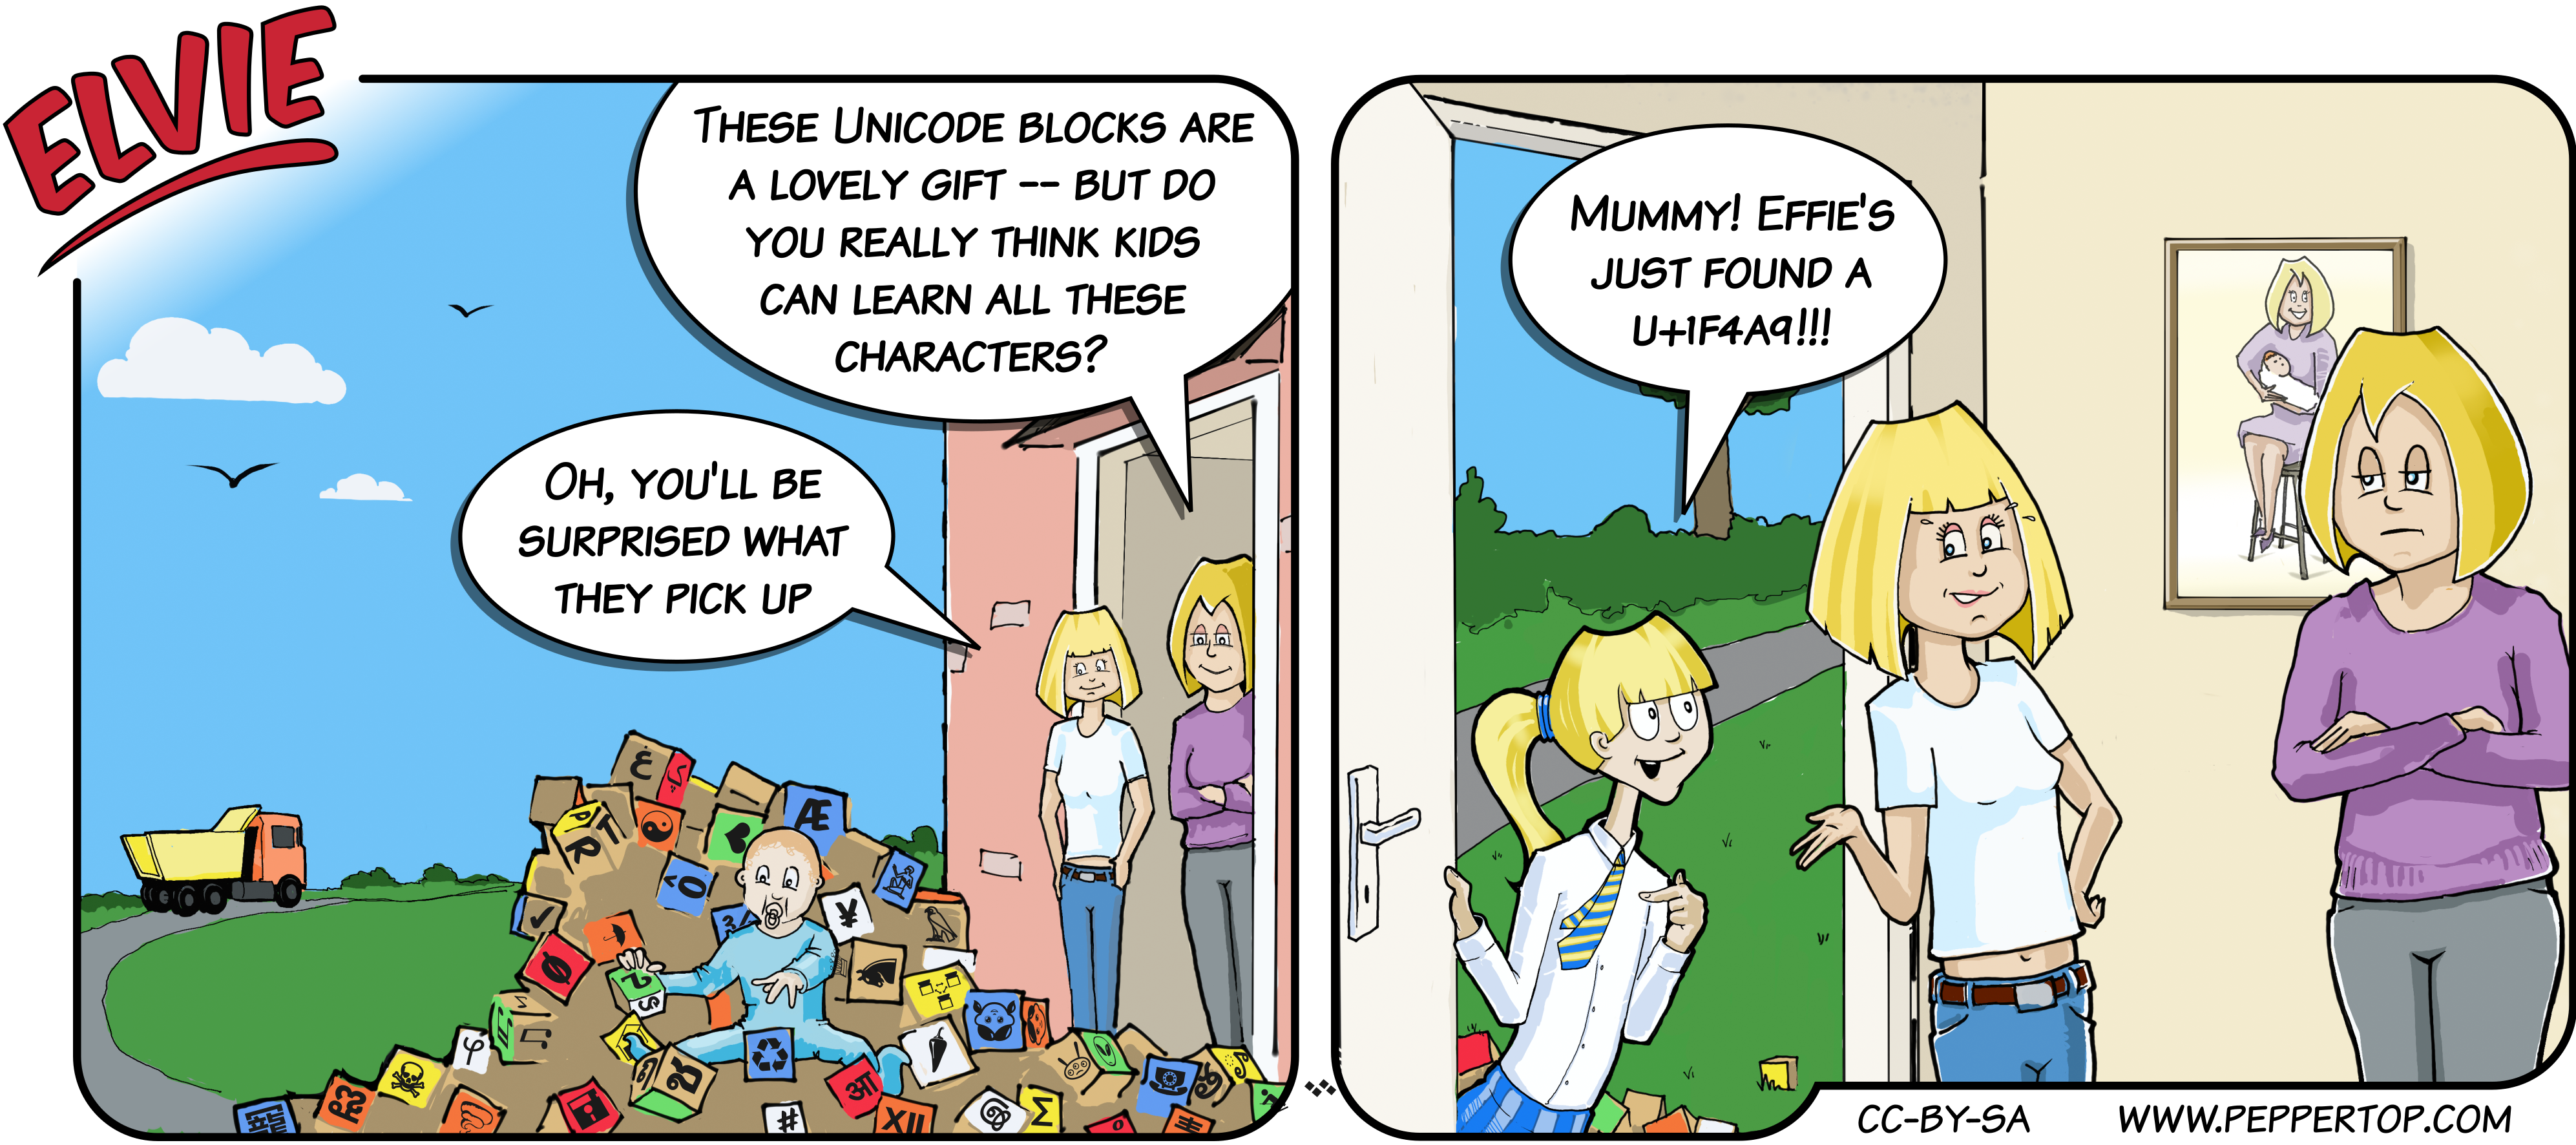 ELVIE
THESE UNICODE BLOCKS ARE
A LOVELY GIFT -- BUT DO
YOU REALLY THINK KIDS
CAN LEARN ALL THESE
CHARACTERS?
OH, YOU'LL BE
SURPRISED WHAT
THEY PICK UP
Æ
P
R T
¥
φ
#
आ
XII
Σ
MUMMY! EFFIE'S
JUST FOUND A
U+1F4A9!!!
CC-BY-SA
WWW.PEPPERTOP.COM